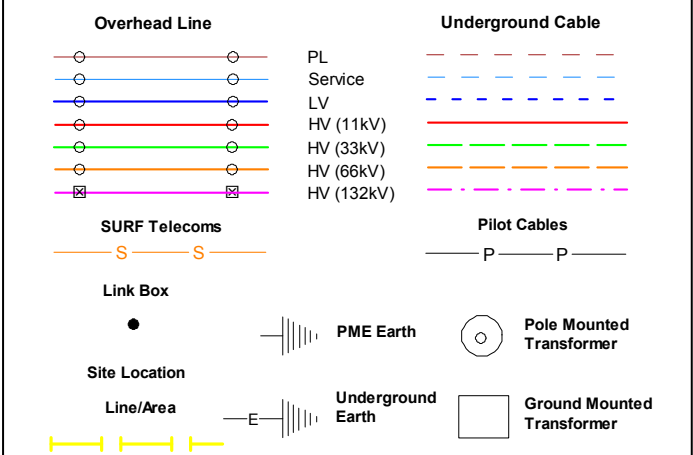 Overhead Line
Underground Cable
PL
Service
LV
HV (11kV)
HV (33kV)
HV (66kV)
HV (132kV)
SURF Telecoms
Pilot Cables
S S
P P
Link Box
PME Earth
Pole Mounted
Transformer
Site Location
Line/Area
E
Underground
Earth
Ground Mounted
Transformer